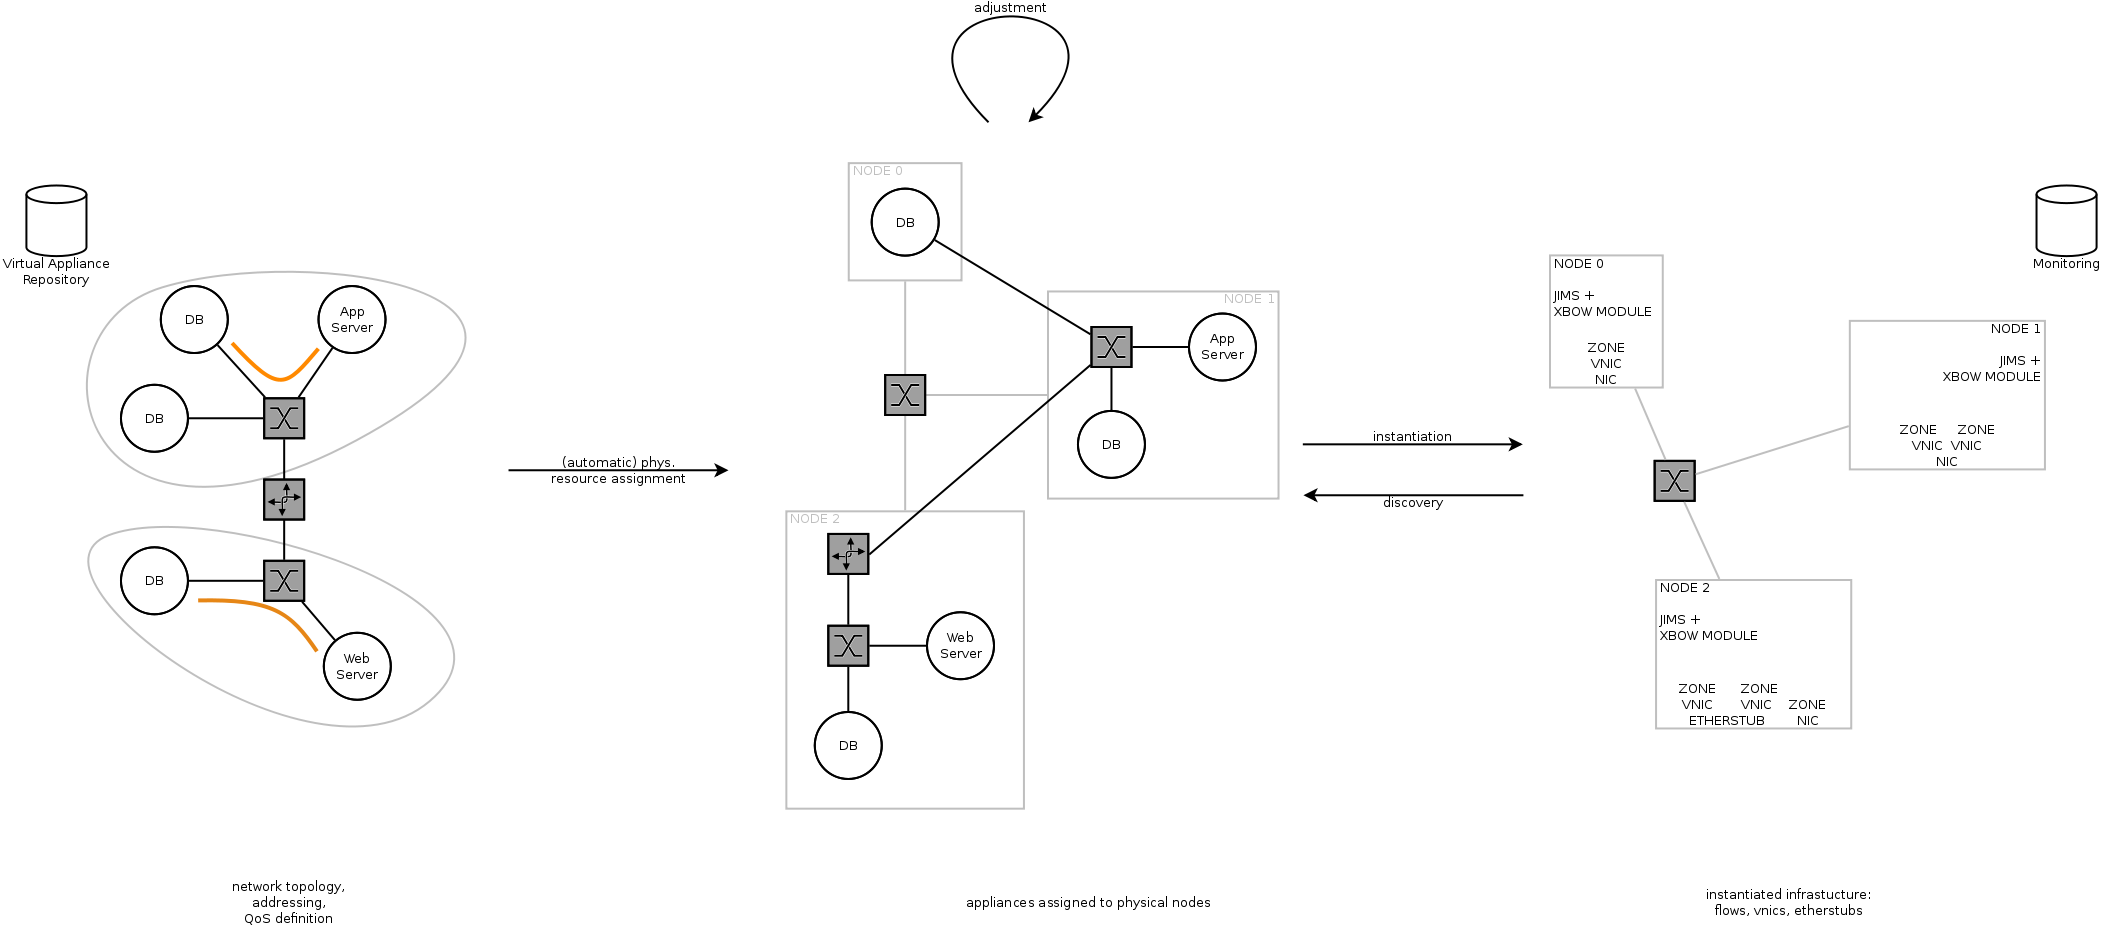 adjustment
Virtual Appliance
Repository
DB
App
Server
DB
DB
Web
Server
(automatic) phys.
resource assignment
NODE 0
DB
NODE 1
App
Server
DB
NODE 2
Web
Server
DB
instantiation
discovery
Monitoring
NODE 0
JIMS +
XBOW MODULE
ZONE
VNIC
NIC
NODE 1
JIMS +
XBOW MODULE
ZONE ZONE
VNIC VNIC
NIC
NODE 2
JIMS +
XBOW MODULE
ZONE ZONE
VNIC VNIC ZONE
ETHERSTUB NIC
network topology,
addressing,
QoS definition
appliances assigned to physical nodes
instantiated infrastucture:
flows, vnics, etherstubs